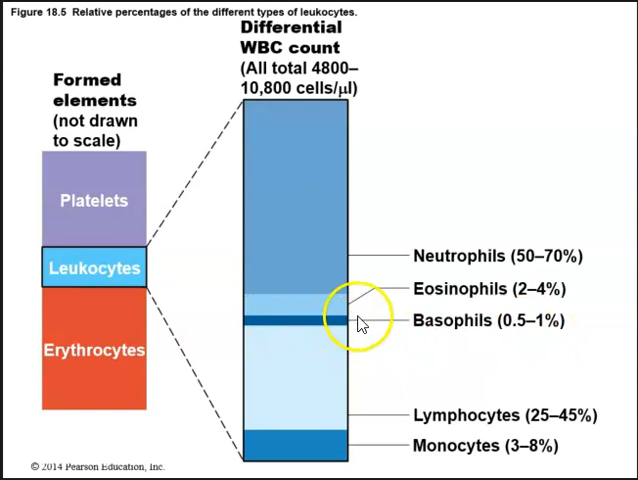 Figure 18.5 Relative percentages of the different types of leukocytes.
Differential
WBC count
(All total 4800–
10,800 cells/μl)
Formed
elements
(not drawn
to scale)
Platelets
Leukocytes
Erythrocytes
Neutrophils (50–70%)
Eosinophils (2–4%)
Basophils (0.5–1%)
Lymphocytes (25–45%)
Monocytes (3–8%)
© 2014 Pearson Education, Inc.